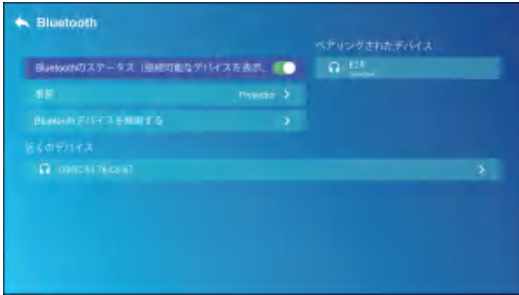 Bluetooth
ペアリングされたデバイス
Bluetoothのステータス（接続可能なデバイスを表示...
名前
Projector
Bluetoothデバイスを検索する
近くのデバイス